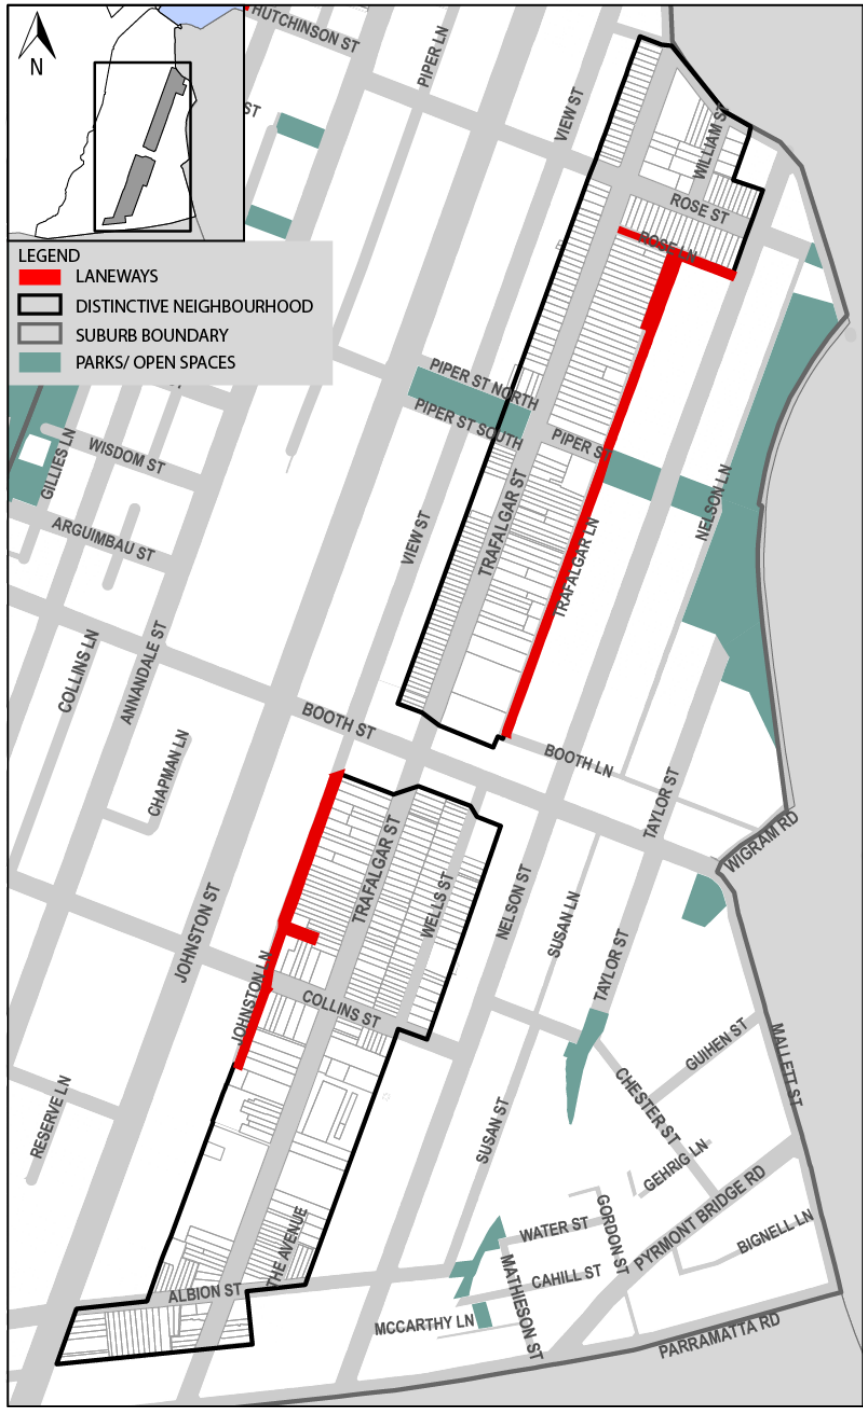 HUTCHINSON ST
PIPER LN
VIEW ST
N
ST
WILLIAM ST
ROSE ST
ROSE LN
LEGEND
LANEWAYS
DISTINCTIVE NEIGHBOURHOOD
SUBURB BOUNDARY
PARKS/ OPEN SPACES
PIPER ST NORTH
PIPER ST SOUTH
PIPER ST
WISDOM ST
GILLIES LN
ARGUIMBAU ST
VIEW ST
TRAFALGAR ST
TRAFALGAR LN
NELSON LN
COLLINS LN
ANNANDALE ST
CHAPMAN LN
BOOTH ST
BOOTH LN
TAYLOR ST
WIGRAM RD
TRAFALGAR ST
WELLS ST
NELSON ST
SUSAN LN
TAYLOR ST
JOHNSTON ST
JOHNSTON LN
COLLINS ST
GUIHEN ST
MALLETT ST
RESERVE LN
SUSAN ST
CHESTER ST
GEHRIG LN
PYRMONT BRIDGE RD
GORDON ST
WATER ST
BIGNELL LN
THE AVENUE
ALBION ST
MATHIESON ST
CAHILL ST
MCCARTHY LN
PARRAMATTA RD